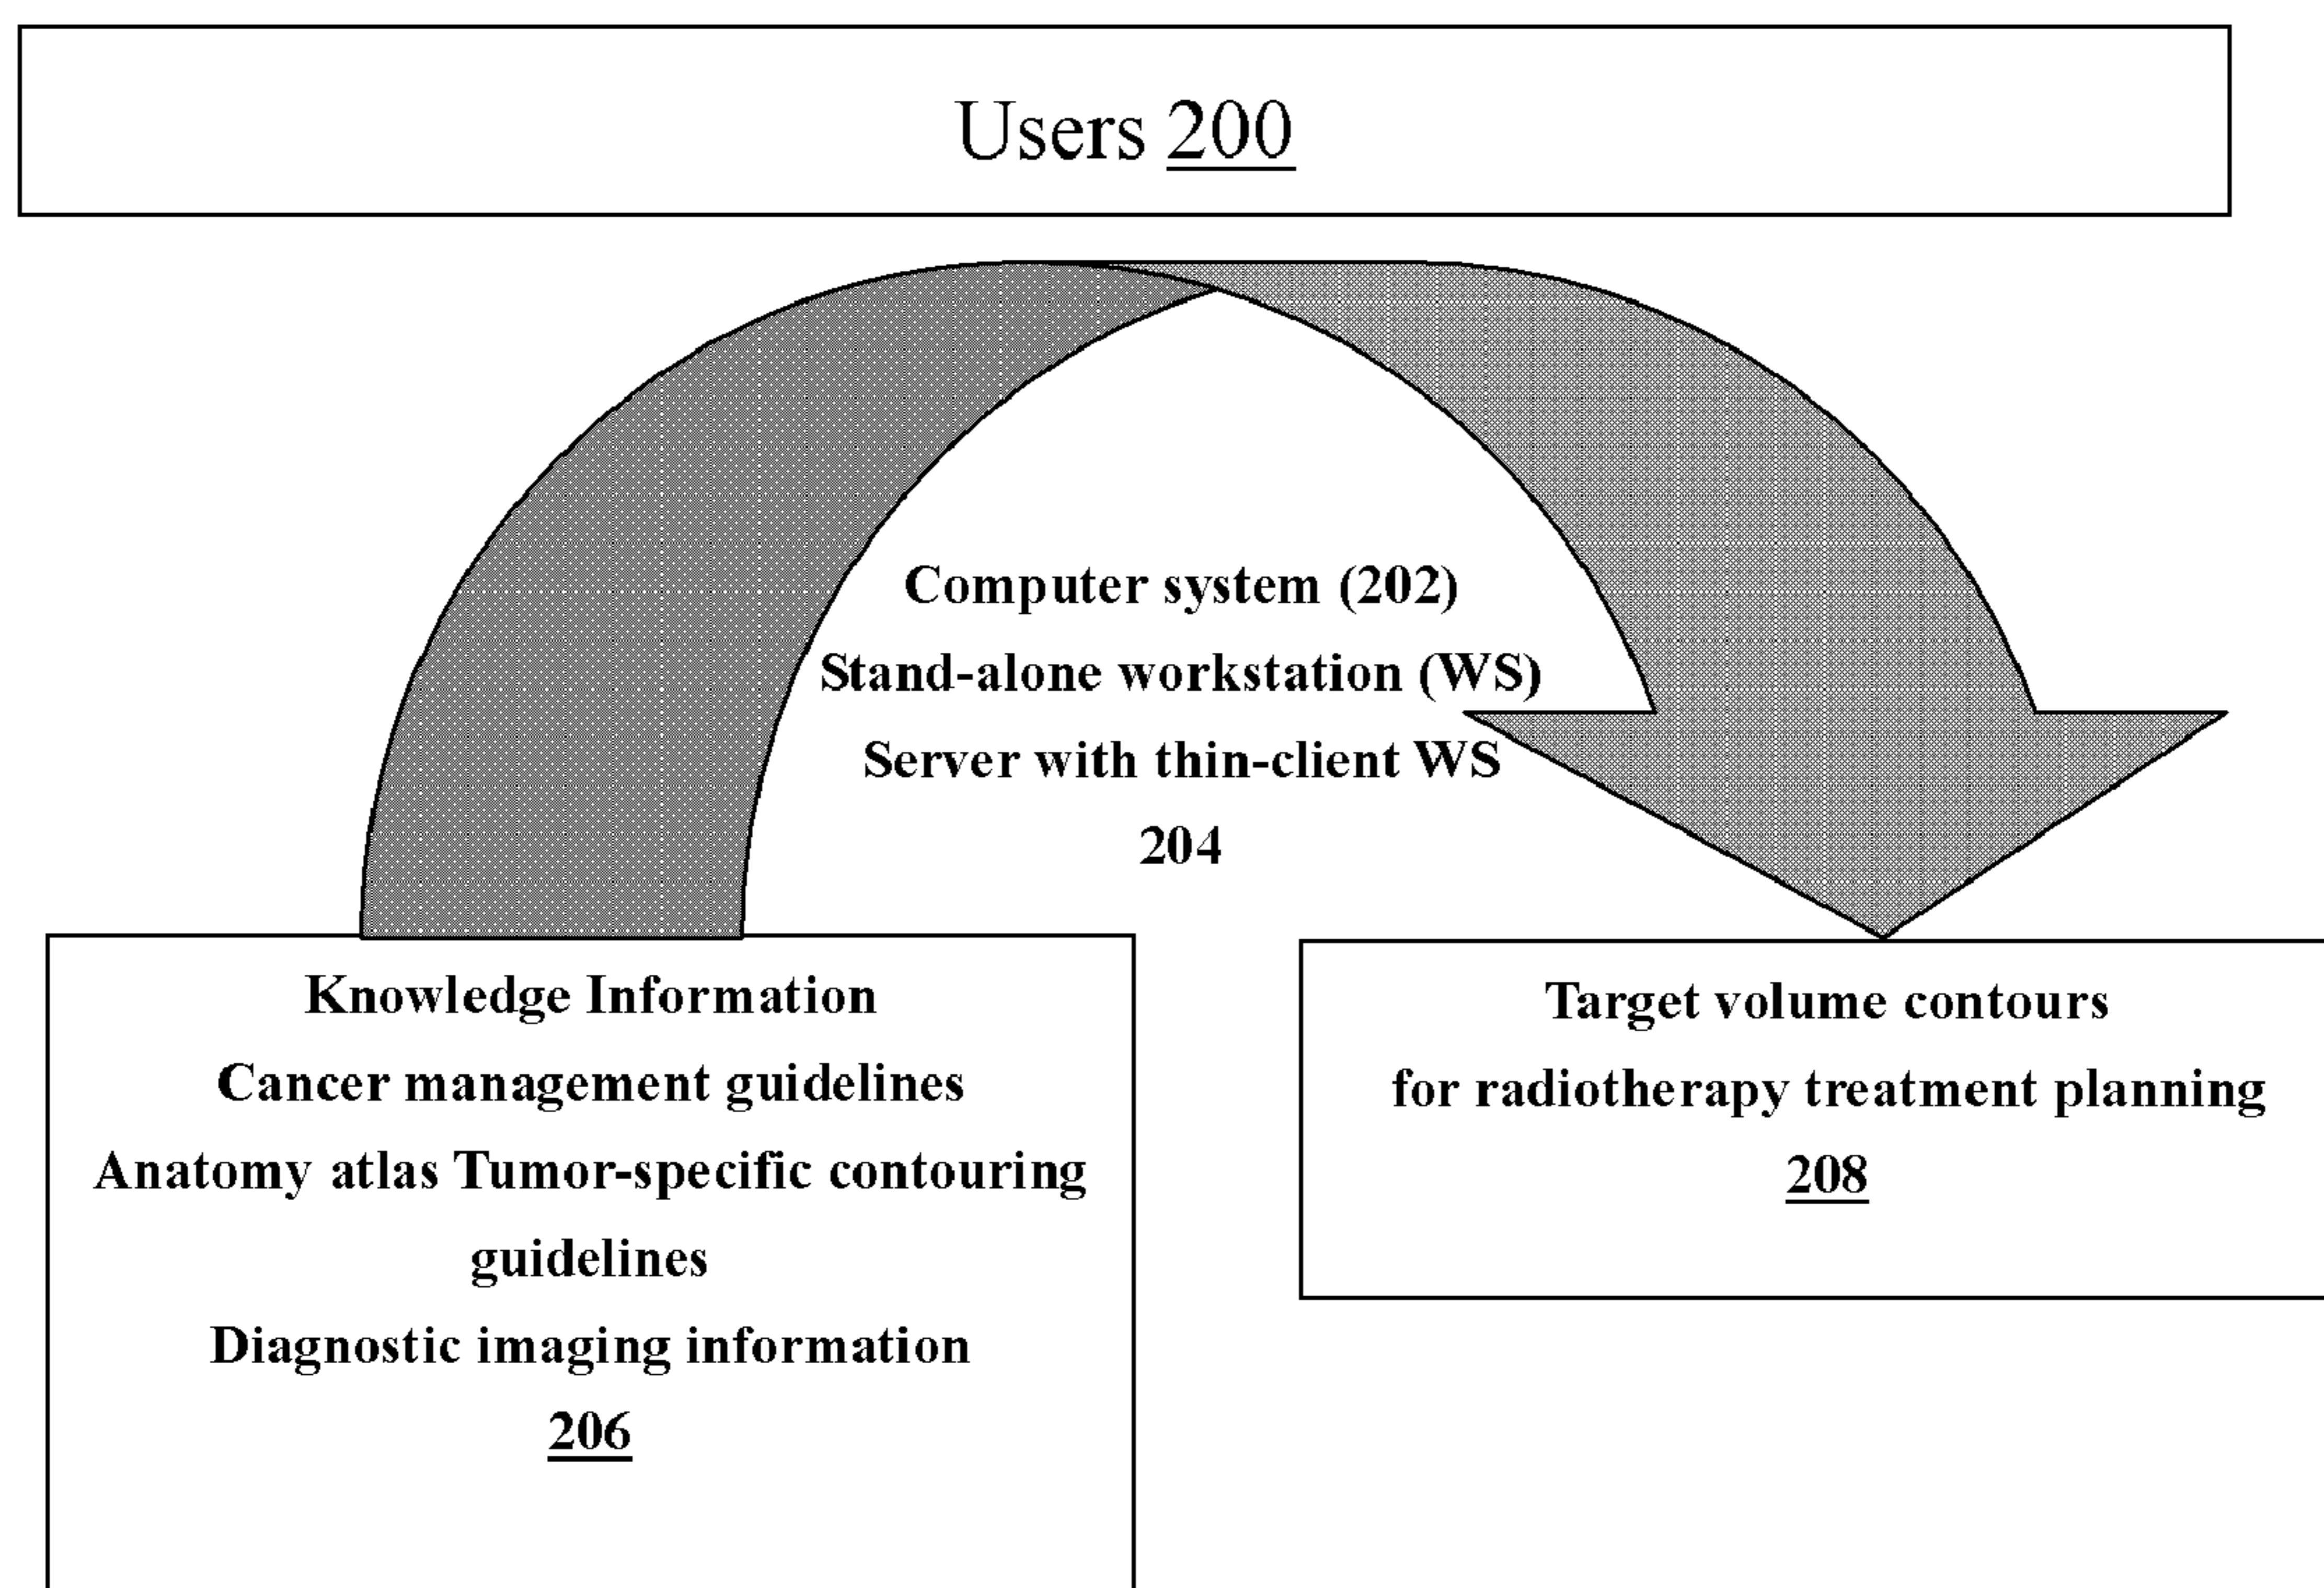 Users 200
Computer system (202)
Stand-alone workstation (WS)
Server with thin-client WS
204
Knowledge Information
Cancer management guidelines
Anatomy atlas Tumor-specific contouring
guidelines
Diagnostic imaging information
206
Target volume contours
for radiotherapy treatment planning
208